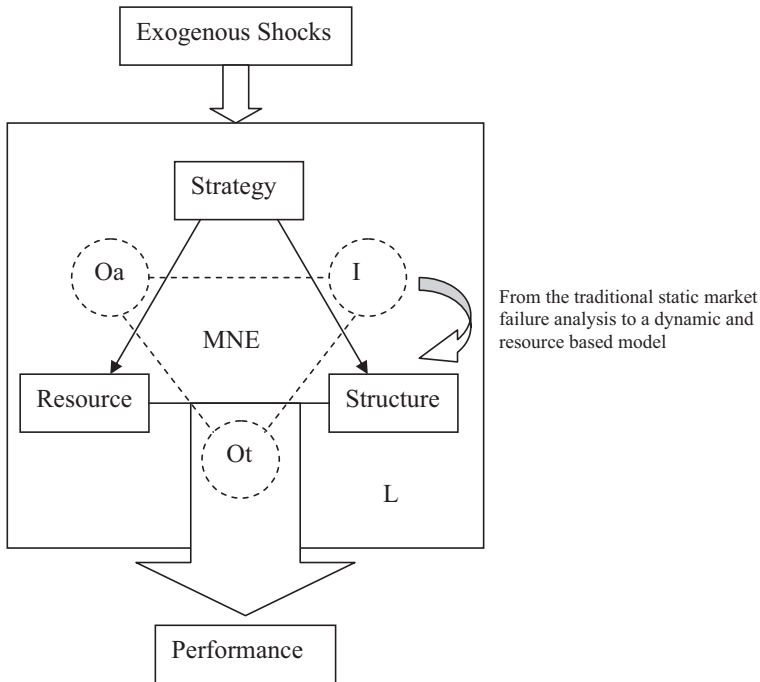 Exogenous Shocks
Strategy
Oa
I
From the traditional static market
failure analysis to a dynamic and
resource based model
MNE
Resource
Structure
Ot
L
Performance